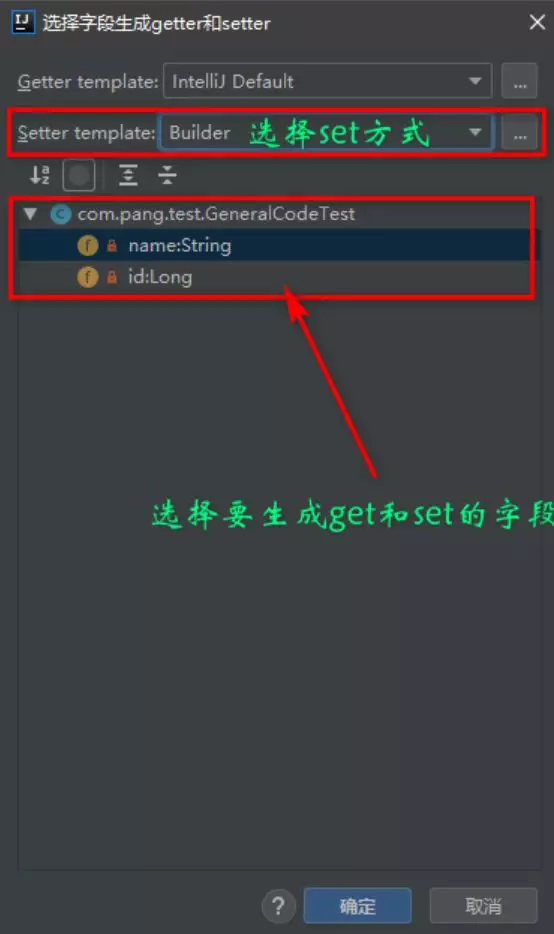 IJ 选择字段生成getter和setter
Getter template: IntelliJ Default ...
Setter template: Builder 选择set方式 ...
com.pang.test.GeneralCodeTest
name:String
id:Long
选择要生成get和set的字段
? 确定 取消